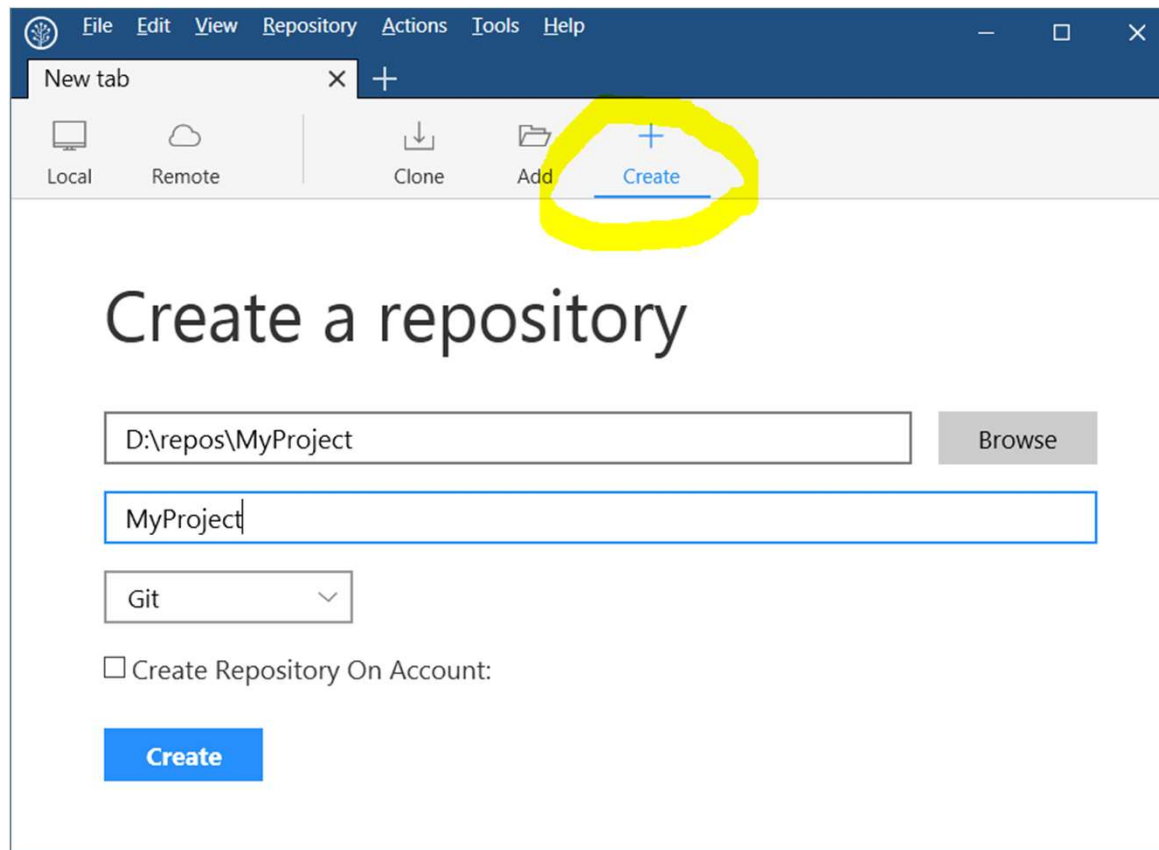 File Edit View Repository Actions Tools Help
New tab
Local Remote Clone Add Create
Create a repository
D:\repos\MyProject Browse
MyProject
Git
Create Repository On Account:
Create